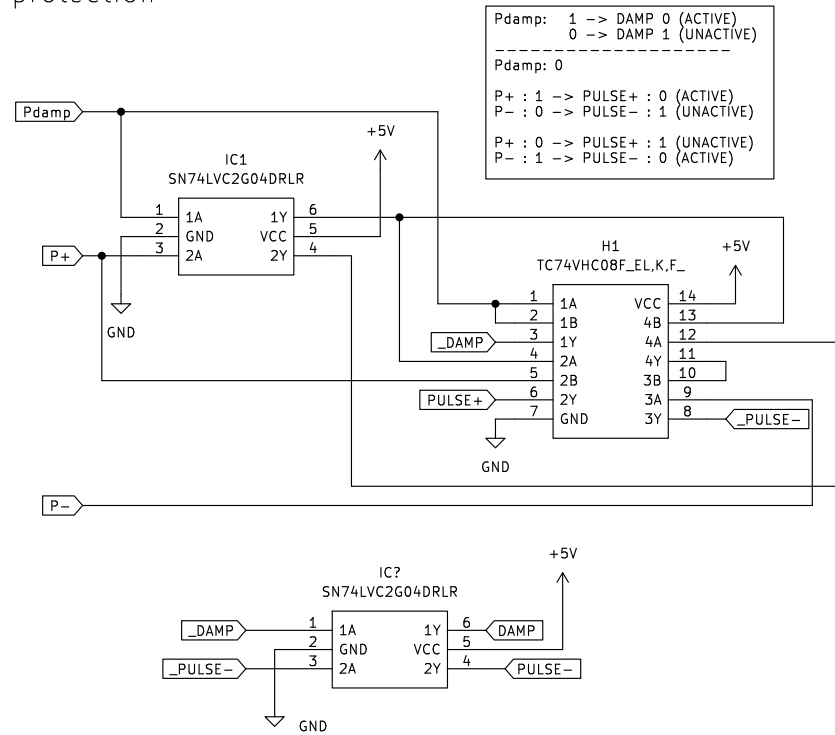 protection
Pdamp: 1 -> DAMP 0 (ACTIVE)
0 -> DAMP 1 (UNACTIVE)
-----------------------
Pdamp: 0
P+ : 1 -> PULSE+ : 0 (ACTIVE)
P- : 0 -> PULSE- : 1 (UNACTIVE)
P+ : 0 -> PULSE+ : 1 (UNACTIVE)
P- : 1 -> PULSE- : 0 (ACTIVE)
Pdamp
+5V
IC1
SN74LVC2G04DRLR
1 1A 1Y 6
2 GND VCC 5
3 2A 2Y 4
P+
GND
H1
TC74VHC08F_EL,K,F_
+5V
1 1A VCC 14
2 1B 4B 13
_DAMP 3 1Y 4A 12
4 2A 4Y 11
5 2B 3B 10
PULSE+ 6 2Y 3A 9
7 GND 3Y 8 _PULSE-
GND
P-
+5V
IC?
SN74LVC2G04DRLR
_DAMP 1 1A 1Y 6 DAMP
2 GND VCC 5
_PULSE- 3 2A 2Y 4 PULSE-
GND